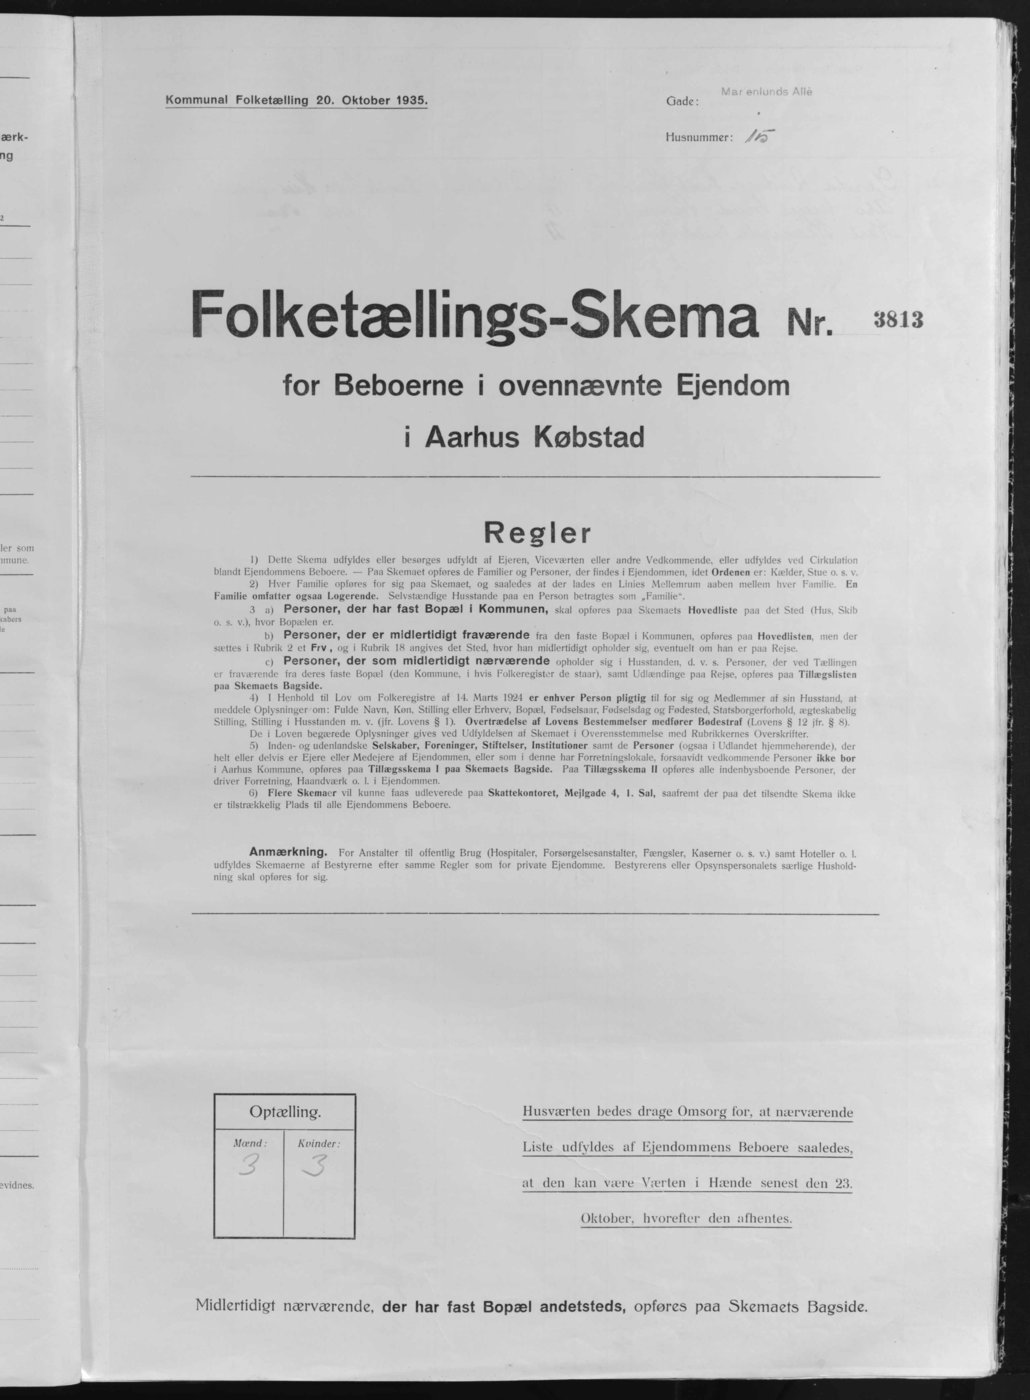 Kommunal Folketælling 20. Oktober 1935.
Gade: Marienlunds Allé
Husnummer: 15
Folketællings-Skema Nr. 3813
for Beboerne i ovennævnte Ejendom
i Aarhus Købstad
Regler
1) Dette Skema udfyldes eller besørges udfyldt af Ejeren, Viceværten eller andre Vedkommende, eller udfyldes ved Cirkulation
blandt Ejendommens Beboere. — Paa Skemaet opføres de Familier og Personer, der findes i Ejendommen, idet Ordenen er: Kælder, Stue o. s. v.
2) Hver Familie opføres for sig paa Skemaet, og saaledes at der lades en Linies Mellemrum aaben mellem hver Familie. En
Familie omfatter ogsaa Logerende. Selvstændige Husstande paa en Person betragtes som „Familie“.
3 a) Personer, der har fast Bopæl i Kommunen, skal opføres paa Skemaets Hovedliste paa det Sted (Hus, Skib
o. s. v.), hvor Bopælen er.
b) Personer, der er midlertidigt fraværende fra den faste Bopæl i Kommunen, opføres paa Hovedlisten, men der
sættes i Rubrik 2 et Frv., og i Rubrik 18 angives det Sted, hvor han midlertidigt opholder sig, eventuelt om han er paa Rejse.
c) Personer, der som midlertidigt nærværende opholder sig i Husstanden, d. v. s. Personer, der ved Tællingen
er fraværende fra deres faste Bopæl (den Kommune, i hvis Folkeregister de staar), samt Udlændinge paa Rejse, opføres paa Tillægslisten
paa Skemaets Bagside.
4) I Henhold til Lov om Folkeregistre af 14. Marts 1924 er enhver Person pligtig til for sig og Medlemmer af sin Husstand, at
meddele Oplysninger om: Fulde Navn, Køn, Stilling eller Erhverv, Bopæl, Fødselsaar, Fødselsdag og Fødested, Statsborgerforhold, ægteskabelig
Stilling, Stilling i Husstanden m. v. (jfr. Lovens § 1). Overtrædelse af Lovens Bestemmelser medfører Bødestraf (Lovens § 12 jfr. § 8).
De i Loven begærede Oplysninger gives ved Udfyldelsen af Skemaet i Overensstemmelse med Rubrikkernes Overskrifter.
5) Inden- og udenlandske Selskaber, Foreninger, Stiftelser, Institutioner samt de Personer (ogsaa i Udlandet hjemmehørende), der
helt eller delvis er Ejere eller Medejere af Ejendommen, eller som i denne har Forretningslokale, forsaavidt vedkommende Personer ikke bor
i Aarhus Kommune, opføres paa Tillægsskema I paa Skemaets Bagside. Paa Tillægsskema II opføres alle indenbysboende Personer, der
driver Forretning, Haandværk o. l. i Ejendommen.
6) Flere Skemaer vil kunne faas udleverede paa Skattekontoret, Mejlgade 4, 1. Sal, saafremt der paa det tilsendte Skema ikke
er tilstrækkelig Plads til alle Ejendommens Beboere.
Anmærkning. For Anstalter til offentlig Brug (Hospitaler, Forsørgelsesanstalter, Fængsler, Kaserner o. s. v.) samt Hoteller o. l.
udfyldes Skemaerne af Bestyrerne efter samme Regler som for private Ejendomme. Bestyrerens eller Opsynspersonalets særlige Hushold-
ning skal opføres for sig.
Optælling.
Mænd: Kvinder:
3 3
Husværten bedes drage Omsorg for, at nærværende
Liste udfyldes af Ejendommens Beboere saaledes,
at den kan være Værten i Hænde senest den 23.
Oktober, hvorefter den afhentes.
Midlertidigt nærværende, der har fast Bopæl andetsteds, opføres paa Skemaets Bagside.